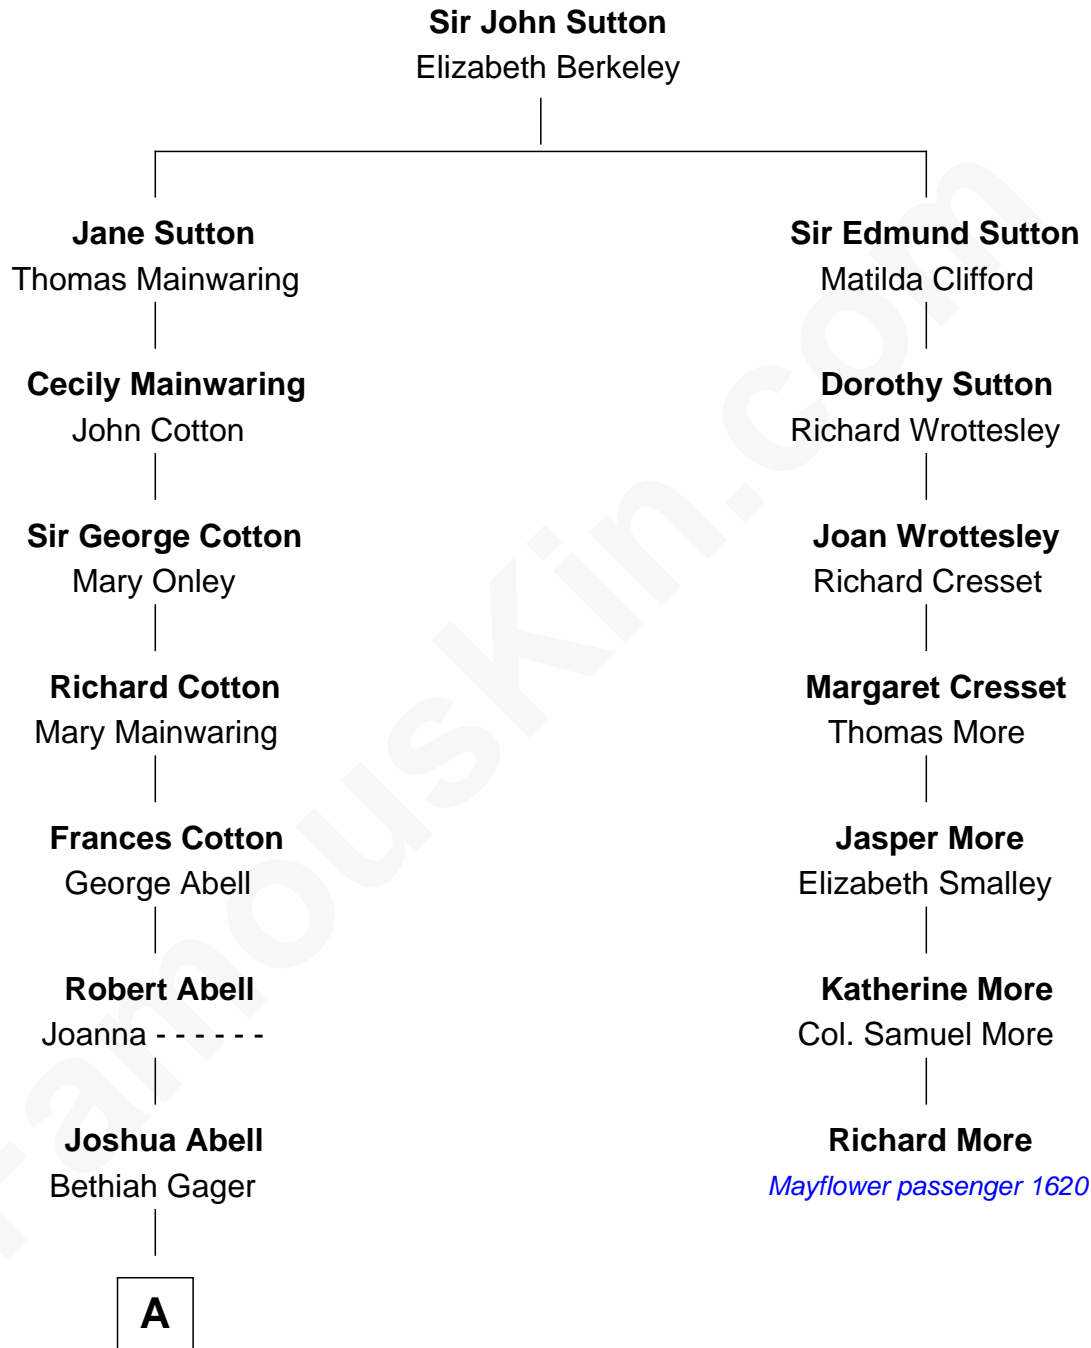 Sir John Sutton
Elizabeth Berkeley
Jane Sutton
Thomas Mainwaring
Sir Edmund Sutton
Matilda Clifford
Cecily Mainwaring
John Cotton
Dorothy Sutton
Richard Wrottesley
Sir George Cotton
Mary Onley
Joan Wrottesley
Richard Cresset
Richard Cotton
Mary Mainwaring
Margaret Cresset
Thomas More
Frances Cotton
George Abell
Jasper More
Elizabeth Smalley
Robert Abell
Joanna - - - - - -
Katherine More
Col. Samuel More
Joshua Abell
Bethiah Gager
Richard More
Mayflower passenger 1620
A
FamousKin.com